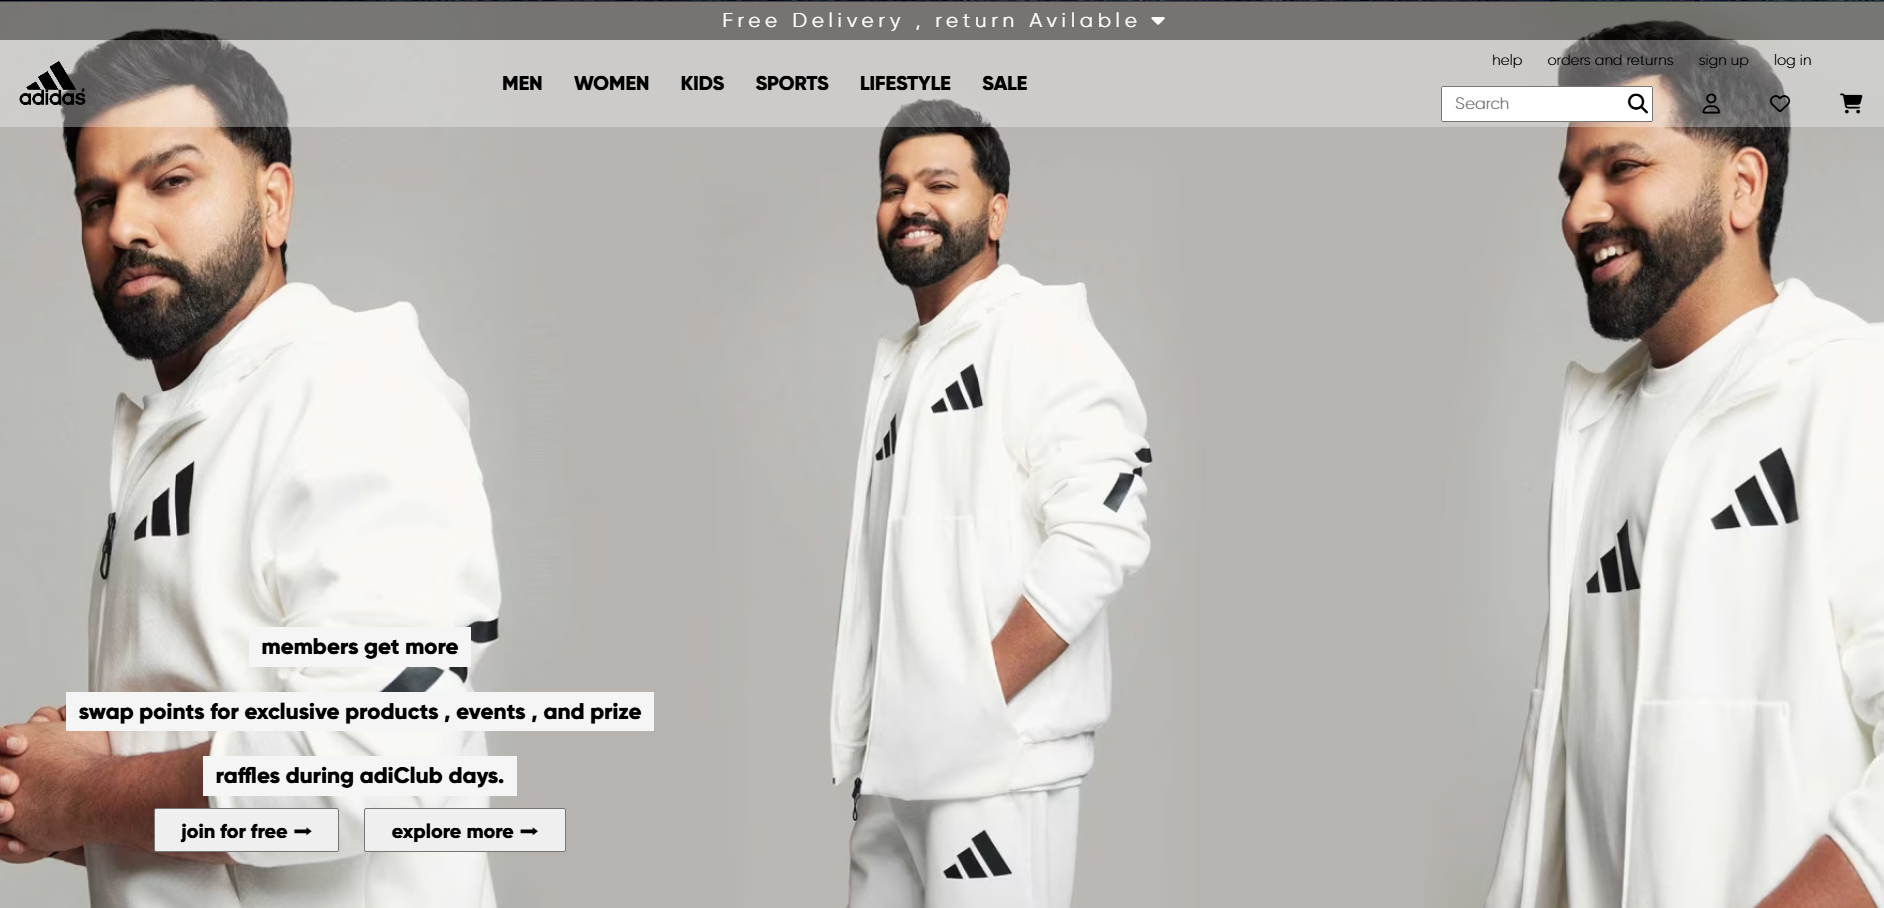 Free Delivery , return Avilable
help orders and returns sign up log in
adidas
MEN WOMEN KIDS SPORTS LIFESTYLE SALE
Search
members get more
swap points for exclusive products , events , and prize
raffles during adiClub days.
join for free ➞ explore more ➞